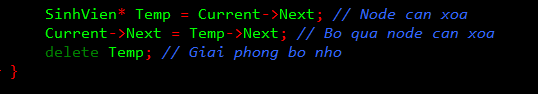 SinhVien* Temp = Current->Next; // Node can xoa
Current->Next = Temp->Next; // Bo qua node can xoa
delete Temp; // Giai phong bo nho
}